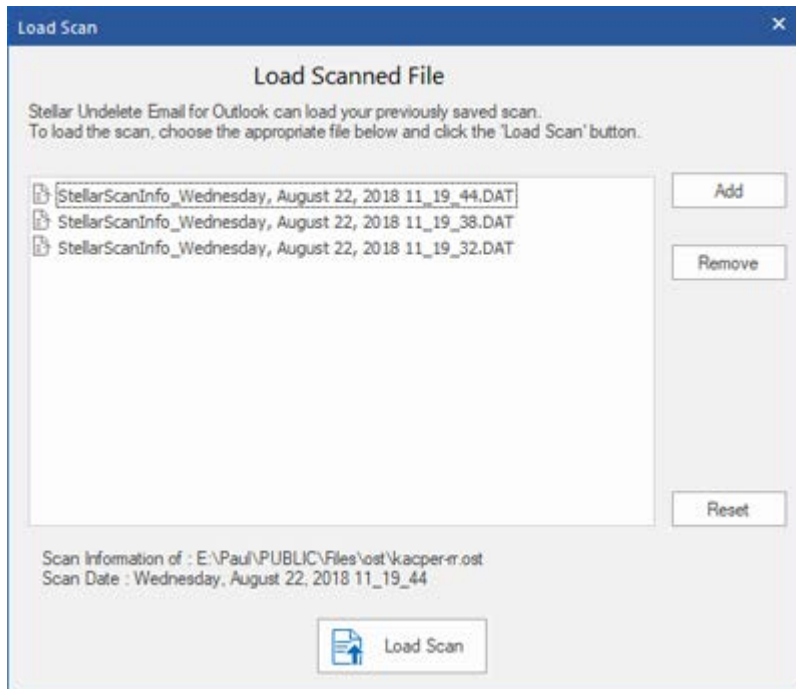 Load Scan
Load Scanned File
Stellar Undelete Email for Outlook can load your previously saved scan.
To load the scan, choose the appropriate file below and click the 'Load Scan' button.
StellarScanInfo_Wednesday, August 22, 2018 11_19_44.DAT
Add
StellarScanInfo_Wednesday, August 22, 2018 11_19_38.DAT
StellarScanInfo_Wednesday, August 22, 2018 11_19_32.DAT
Remove
Reset
Scan Information of : E:\Paul\PUBLIC\Files\ost\kacper-rr.ost
Scan Date : Wednesday, August 22, 2018 11_19_44
Load Scan